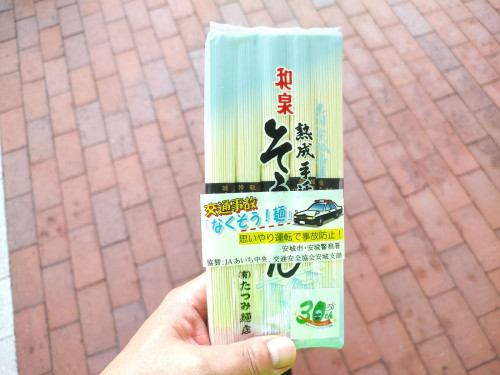 和泉
熟成手
そう
ん
交通事故
「なくそう!麺」!!
思いやり運転で事故防止!
安城市・安城警察署
協賛:JAあいち中央、交通安全協会安城支部
㈲たつみ麺店
30th